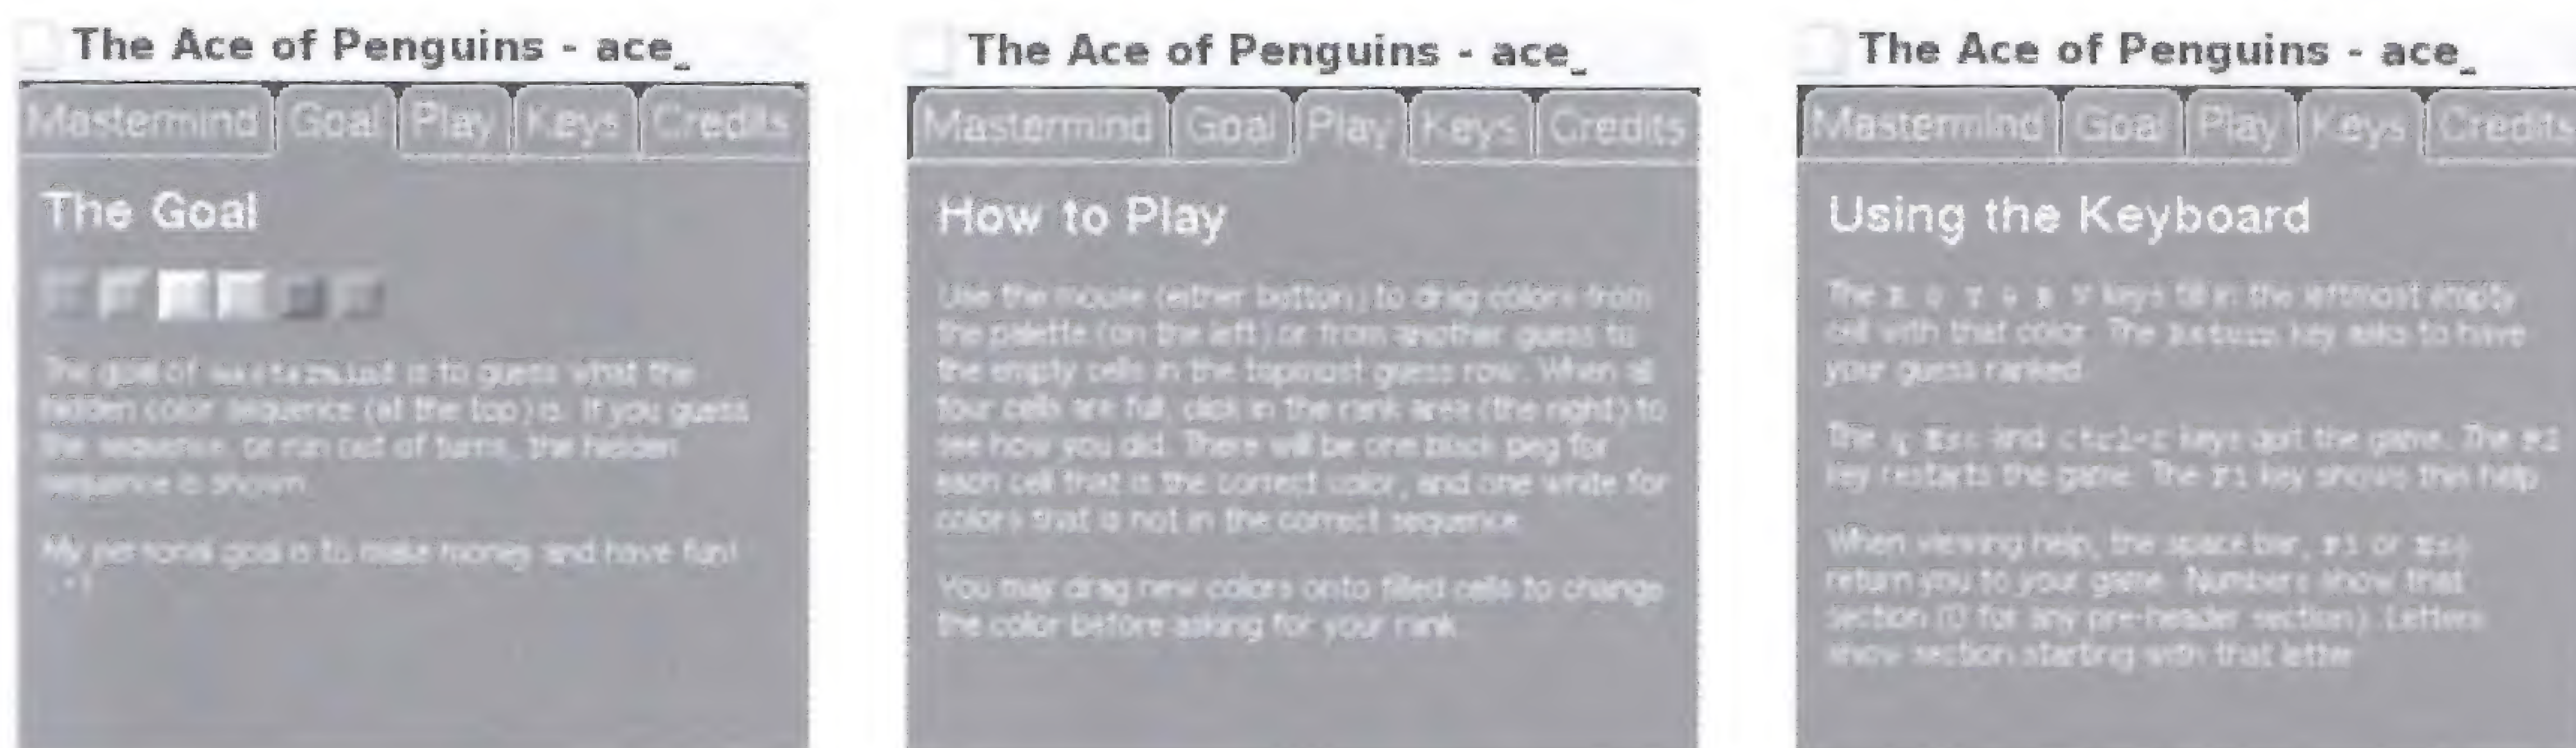 The Ace of Penguins - ace_
Mastermind Goal Play Keys Credits
The Goal
The goal of mastermind is to guess what the
hidden color sequence (at the top) is. If you guess
the sequence, or run out of turns, the hidden
sequence is shown.
My personal goal is to make money and have fun!
The Ace of Penguins - ace_
Mastermind Goal Play Keys Credits
How to Play
Use the mouse (either button) to drag colors from
the palette (on the left) or from another guess to
the empty cells in the topmost guess row. When all
four cells are full, click in the rank area (the right) to
see how you did. There will be one black peg for
each cell that is the correct color, and one white for
colors that is not in the correct sequence.
You may drag new colors onto filled cells to change
the color before asking for your rank.
The Ace of Penguins - ace_
Mastermind Goal Play Keys Credits
Using the Keyboard
The R O Y G B V keys fill in the leftmost empty
cell with that color. The Return key asks to have
your guess ranked.
The q Esc and ctrl-C keys quit the game. The F2
key restarts the game. The F1 key shows this help.
When viewing help, the space bar, F1 or Esc
return you to your game. Numbers show that
section (0 for any pre-header section). Letters
show section starting with that letter.